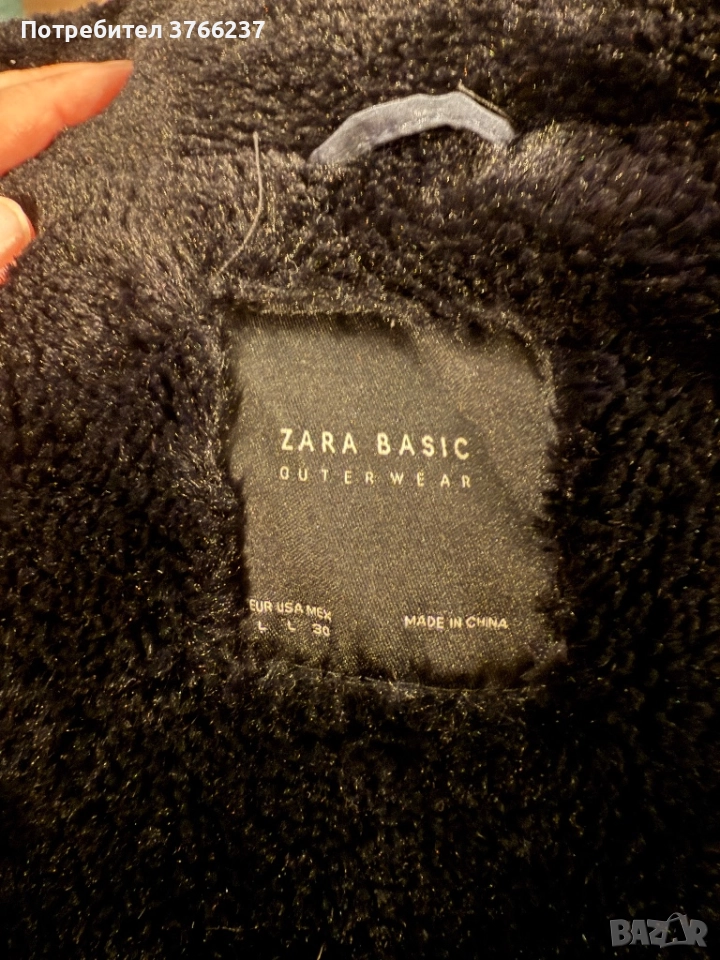 Потребител 3766237
ZARA BASIC
OUTERWEAR
EUR USA MEX
L L 30
MADE IN CHINA
BAZAR